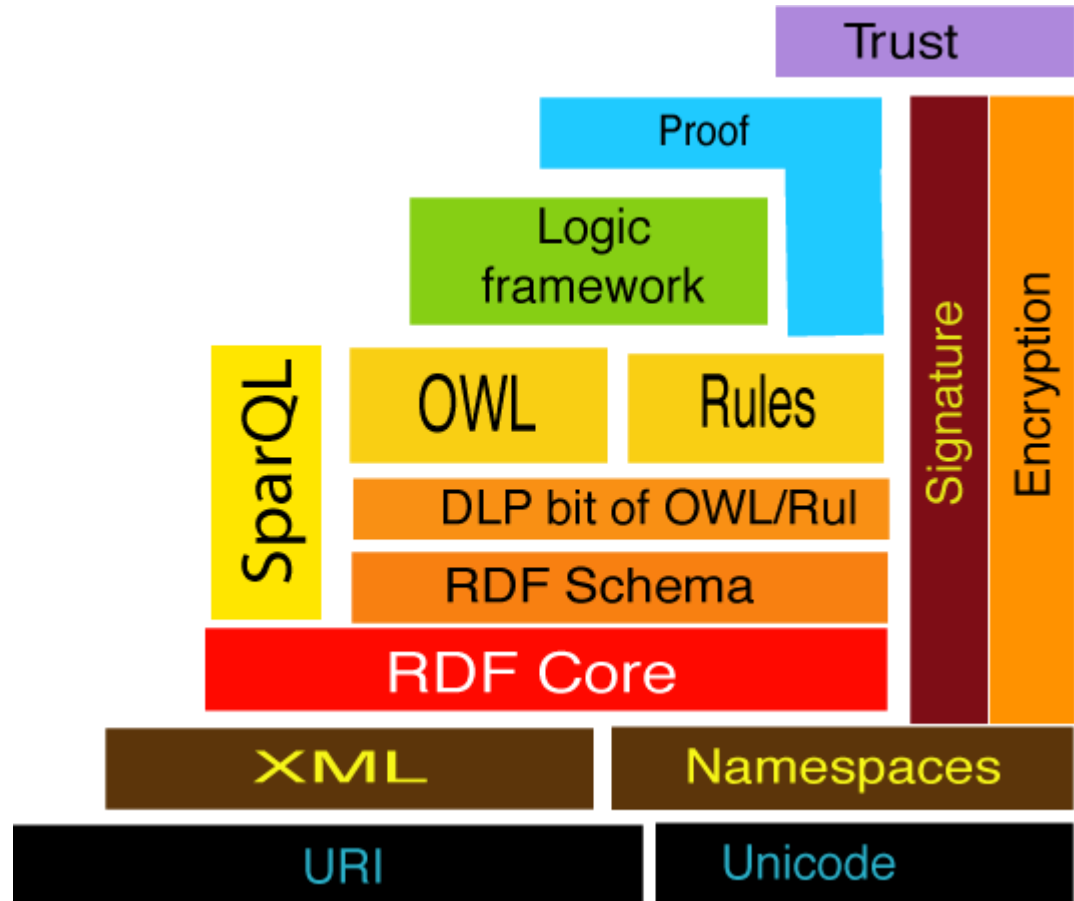 Trust
Proof
Logic
framework
Signature
Encryption
SparQL
OWL
Rules
DLP bit of OWL/Rul
RDF Schema
RDF Core
XML
Namespaces
URI
Unicode